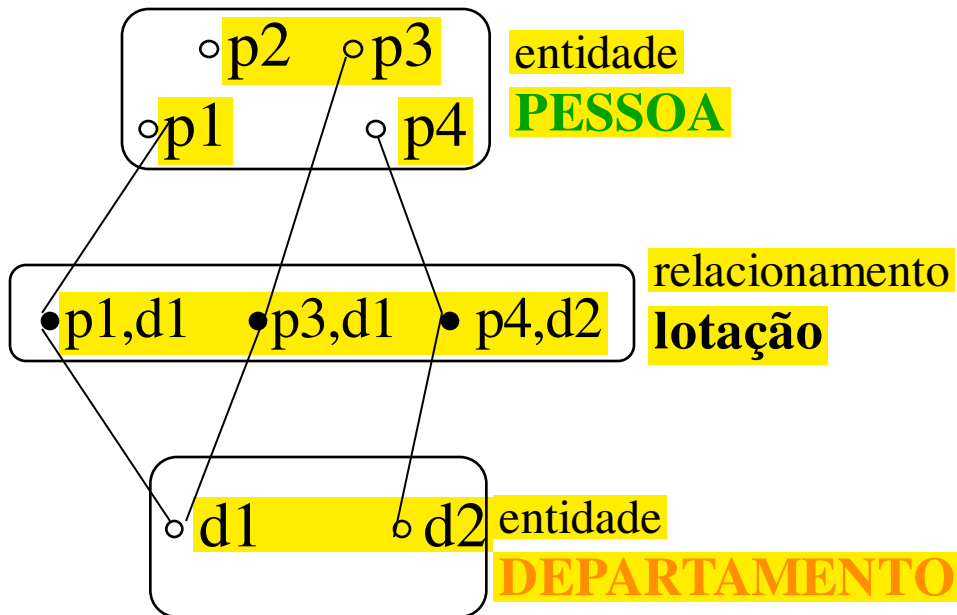 p2 p3
entidade
PESSOA
p1 p4
relacionamento
lotação
p1,d1 p3,d1 p4,d2
d1 d2
entidade
DEPARTAMENTO